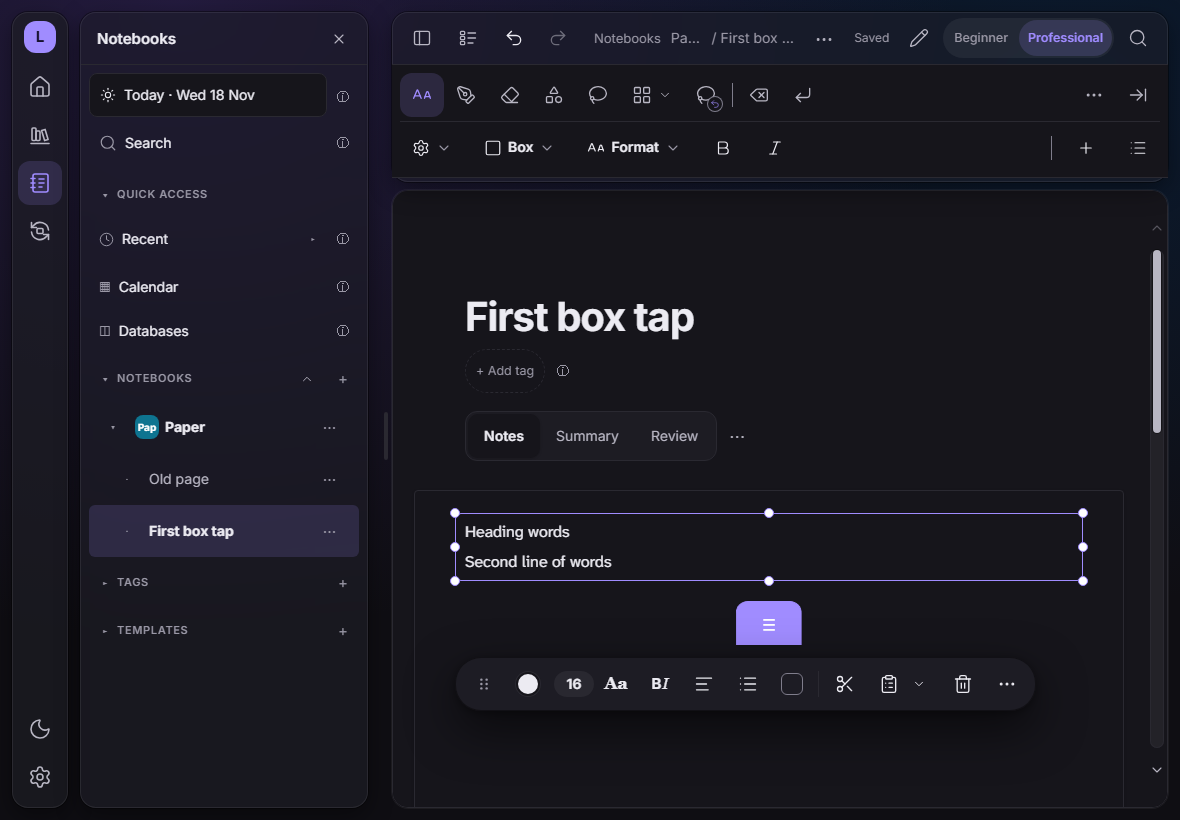 L
Notebooks
Today · Wed 18 Nov
Search
QUICK ACCESS
Recent
Calendar
Databases
NOTEBOOKS
Pap Paper
Old page
First box tap
TAGS
TEMPLATES
Notebooks Pa... / First box ...
Saved
Beginner
Professional
AA
Box
AA Format
B
I
First box tap
+ Add tag
Notes
Summary
Review
Heading words
Second line of words
16
Aa
BI